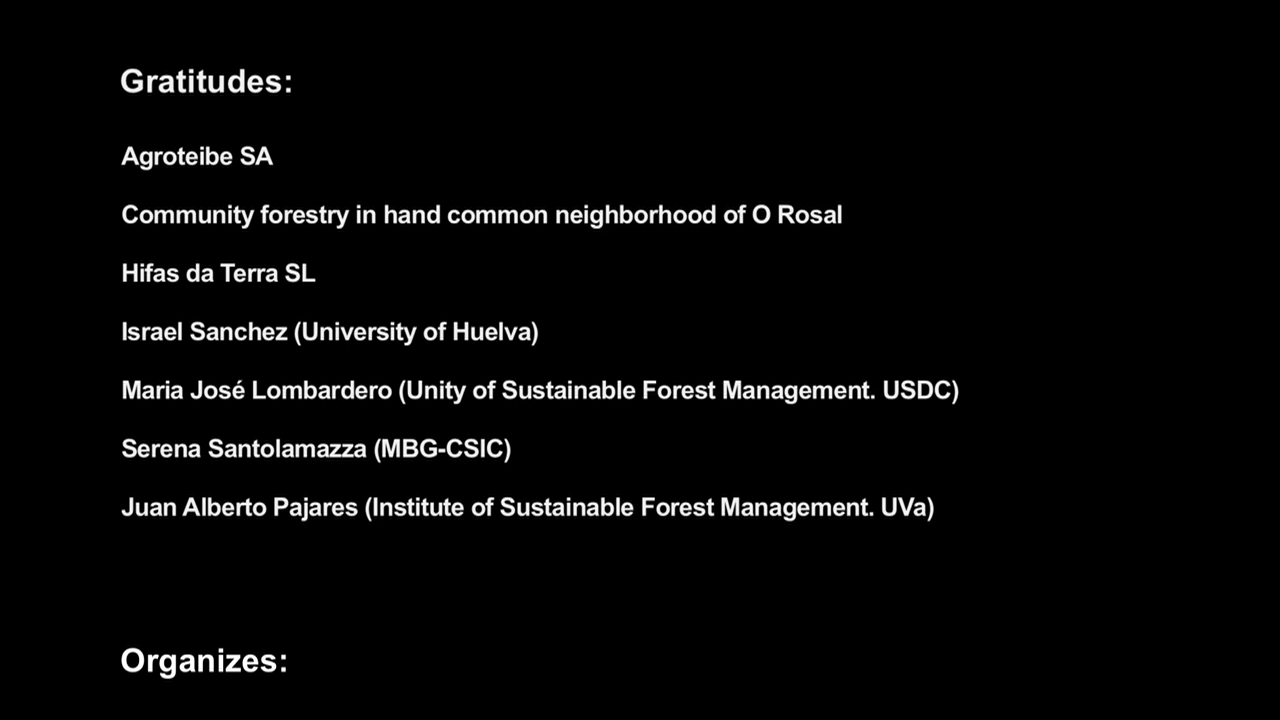 Gratitudes:
Agroteibe SA
Community forestry in hand common neighborhood of O Rosal
Hifas da Terra SL
Israel Sanchez (University of Huelva)
Maria José Lombardero (Unity of Sustainable Forest Management. USDC)
Serena Santolamazza (MBG-CSIC)
Juan Alberto Pajares (Institute of Sustainable Forest Management. UVa)
Organizes: